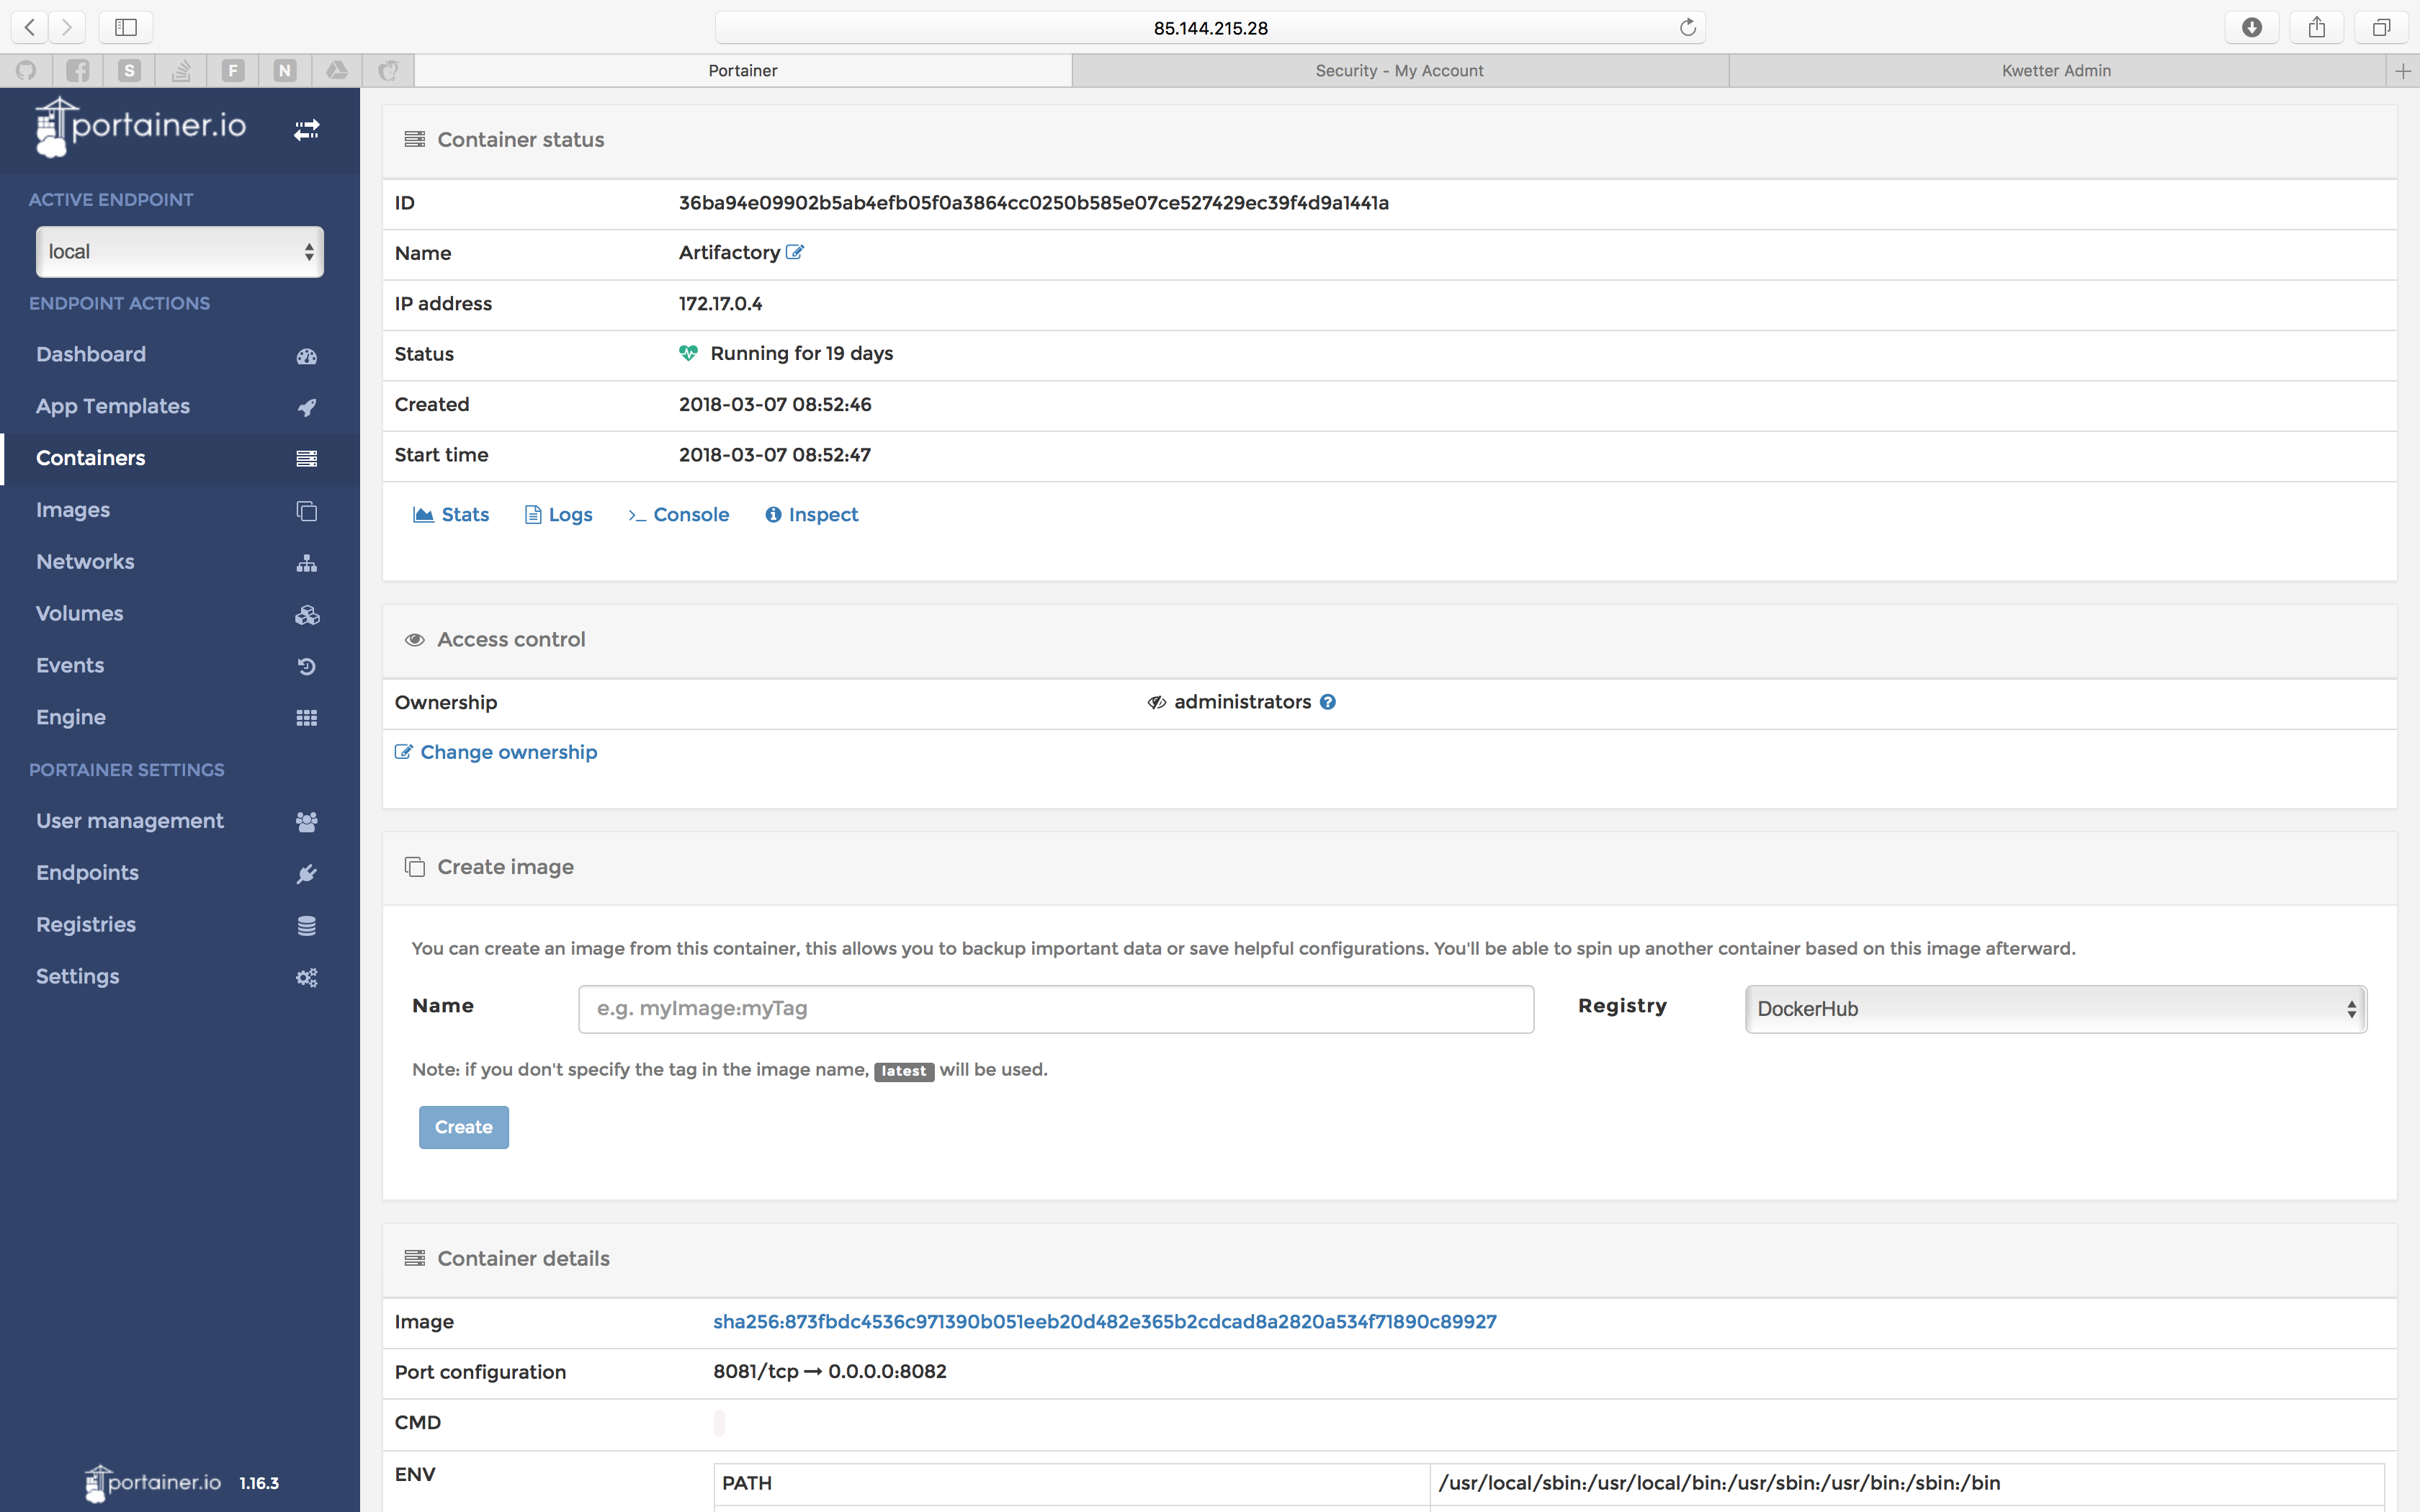 85.144.215.28
S
F
N
Portainer
Security - My Account
Kwetter Admin
portainer.io
ACTIVE ENDPOINT
local
ENDPOINT ACTIONS
Dashboard
App Templates
Containers
Images
Networks
Volumes
Events
Engine
PORTAINER SETTINGS
User management
Endpoints
Registries
Settings
portainer.io 1.16.3
Container status
ID 36ba94e09902b5ab4efb05f0a3864cc0250b585e07ce527429ec39f4d9a1441a
Name Artifactory
IP address 172.17.0.4
Status Running for 19 days
Created 2018-03-07 08:52:46
Start time 2018-03-07 08:52:47
Stats Logs >_ Console Inspect
Access control
Ownership administrators ?
Change ownership
Create image
You can create an image from this container, this allows you to backup important data or save helpful configurations. You'll be able to spin up another container based on this image afterward.
Name e.g. myImage:myTag Registry DockerHub
Note: if you don't specify the tag in the image name, latest will be used.
Create
Container details
Image sha256:873fbdc4536c971390b051eeb20d482e365b2cdcad8a2820a534f71890c89927
Port configuration 8081/tcp → 0.0.0.0:8082
CMD
ENV PATH /usr/local/sbin:/usr/local/bin:/usr/sbin:/usr/bin:/sbin:/bin